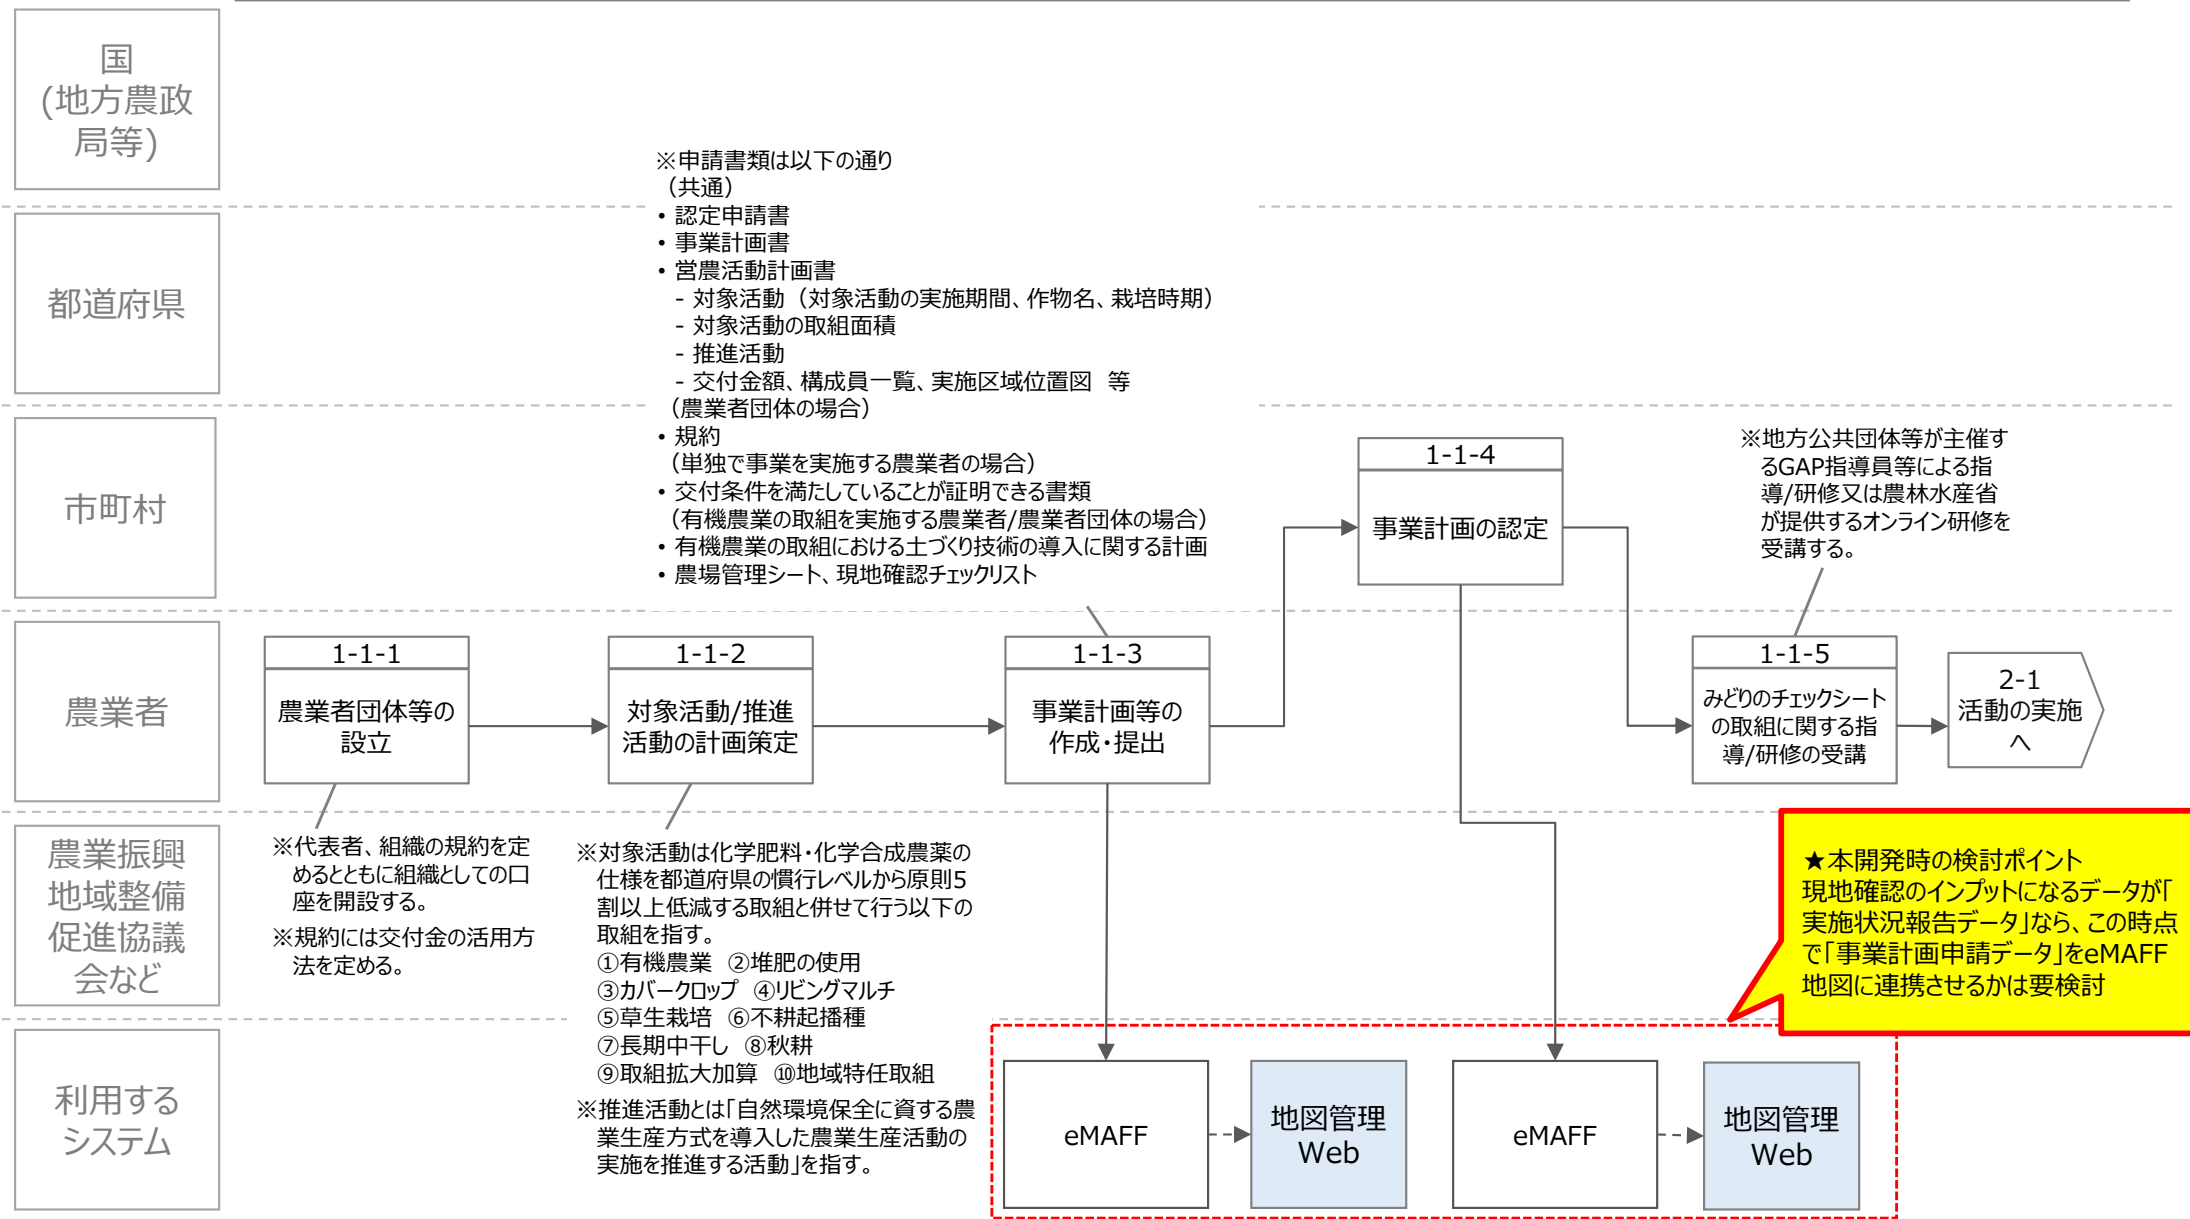 国
(地方農政
局等)
都道府県
市町村
農業者
農業振興
地域整備
促進協議
会など
利用する
システム
※申請書類は以下の通り
（共通）
• 認定申請書
• 事業計画書
• 営農活動計画書
- 対象活動（対象活動の実施期間、作物名、栽培時期）
- 対象活動の取組面積
- 推進活動
- 交付金額、構成員一覧、実施区域位置図 等
（農業者団体の場合）
• 規約
（単独で事業を実施する農業者の場合）
• 交付条件を満たしていることが証明できる書類
（有機農業の取組を実施する農業者/農業者団体の場合）
• 有機農業の取組における土づくり技術の導入に関する計画
• 農場管理シート、現地確認チェックリスト
1-1-4
事業計画の認定
※地方公共団体等が主催す
るGAP指導員等による指
導/研修又は農林水産省
が提供するオンライン研修を
受講する。
1-1-1
農業者団体等の
設立
1-1-2
対象活動/推進
活動の計画策定
1-1-3
事業計画等の
作成・提出
1-1-5
みどりのチェックシート
の取組に関する指
導/研修の受講
2-1
活動の実施
へ
※代表者、組織の規約を定
めるとともに組織としての口
座を開設する。
※規約には交付金の活用方
法を定める。
※対象活動は化学肥料・化学合成農薬の
仕様を都道府県の慣行レベルから原則5
割以上低減する取組と併せて行う以下の
取組を指す。
①有機農業 ②堆肥の使用
③カバークロップ ④リビングマルチ
⑤草生栽培 ⑥不耕起播種
⑦長期中干し ⑧秋耕
⑨取組拡大加算 ⑩地域特任取組
※推進活動とは「自然環境保全に資する農
業生産方式を導入した農業生産活動の
実施を推進する活動」を指す。
★本開発時の検討ポイント
現地確認のインプットになるデータが「
実施状況報告データ」なら、この時点
で「事業計画申請データ」をeMAFF
地図に連携させるかは要検討
eMAFF
地図管理
Web
eMAFF
地図管理
Web